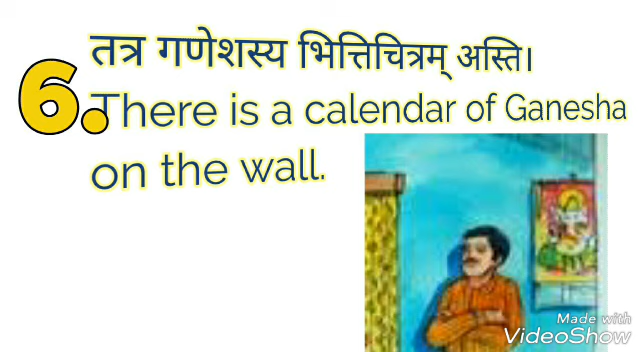 तत्र गणेशस्य भित्तिचित्रम् अस्ति।
6. There is a calendar of Ganesha
on the wall.
Made with
VideoShow